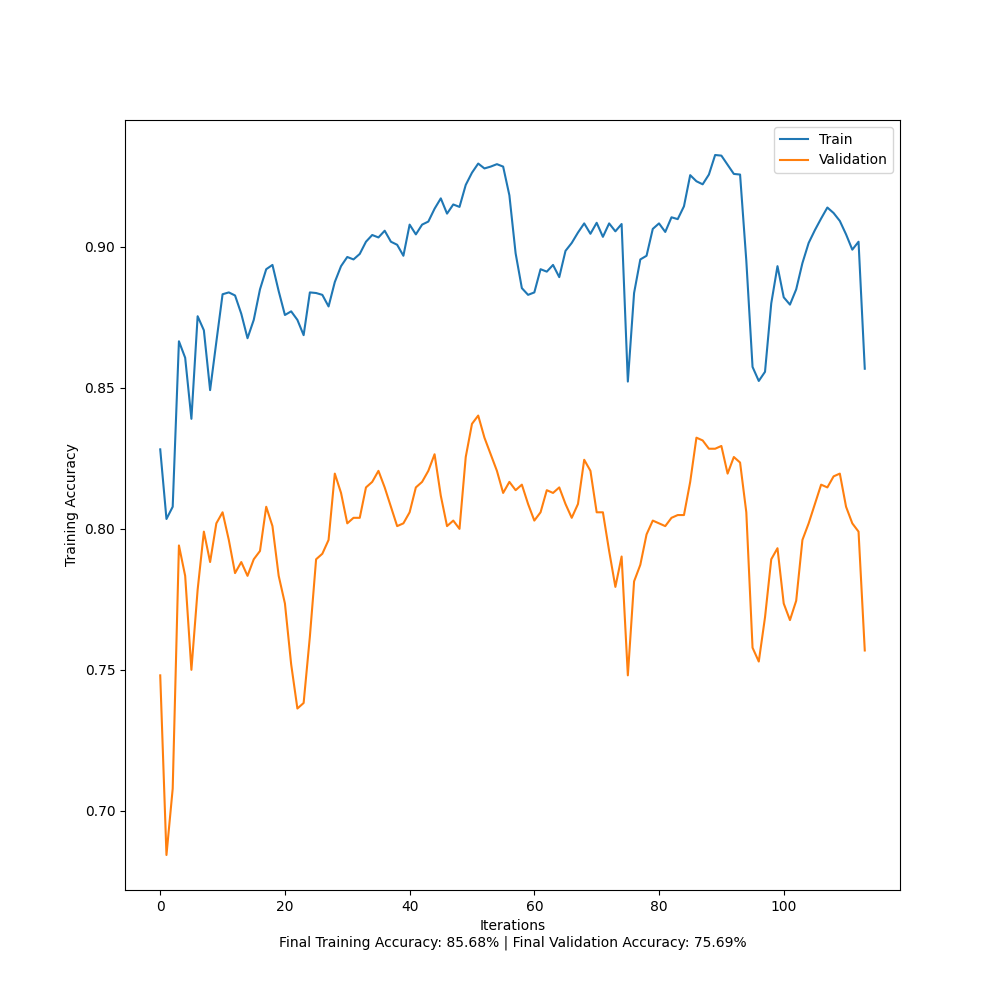 Train
Validation
0.90
0.85
0.80
0.75
0.70
Training Accuracy
0 20 40 60 80 100
Iterations
Final Training Accuracy: 85.68% | Final Validation Accuracy: 75.69%